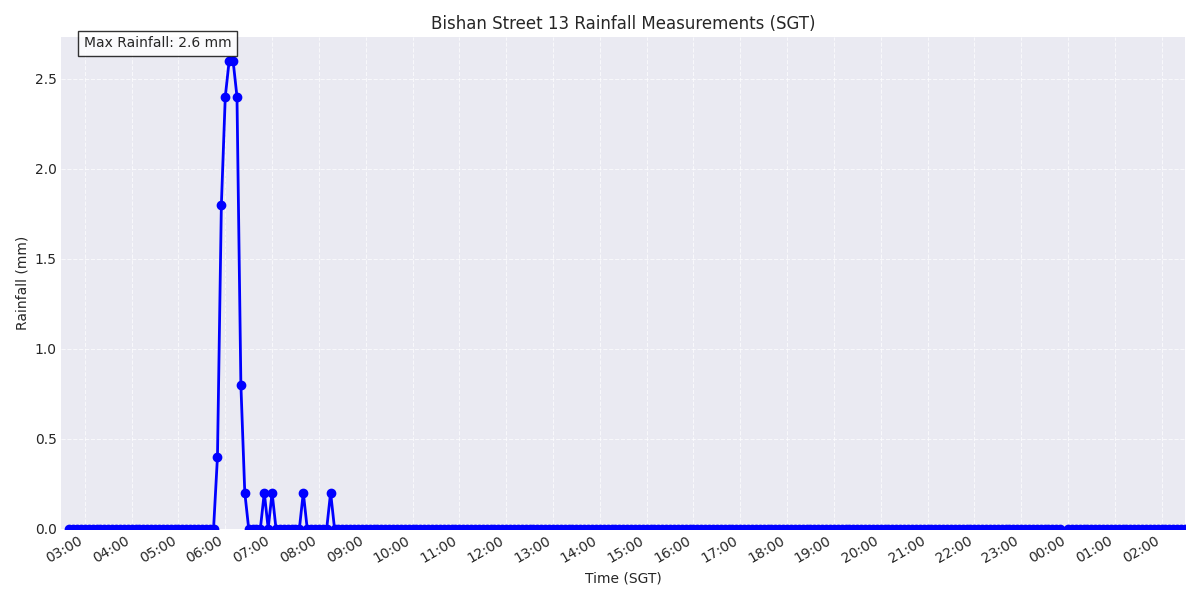 Bishan Street 13 Rainfall Measurements (SGT)
Max Rainfall: 2.6 mm
Rainfall (mm)
2.5
2.0
1.5
1.0
0.5
0.0
03:00 04:00 05:00 06:00 07:00 08:00 09:00 10:00 11:00 12:00 13:00 14:00 15:00 16:00 17:00 18:00 19:00 20:00 21:00 22:00 23:00 00:00 01:00 02:00
Time (SGT)